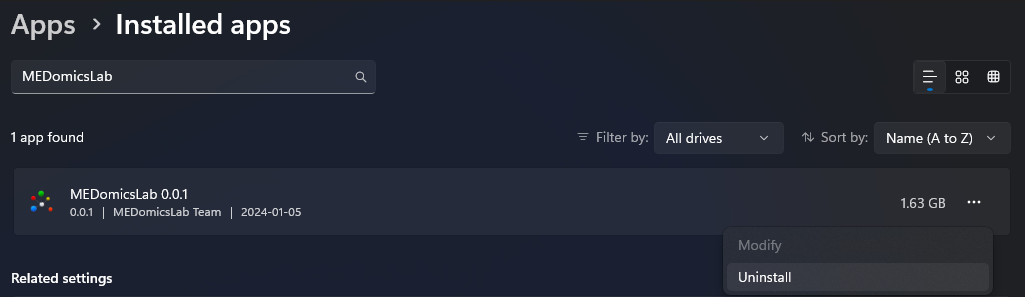 Apps > Installed apps
MEDomicsLab
1 app found
Filter by: All drives
Sort by: Name (A to Z)
MEDomicsLab 0.0.1
0.0.1 | MEDomicsLab Team | 2024-01-05
1.63 GB
Modify
Uninstall
Related settings